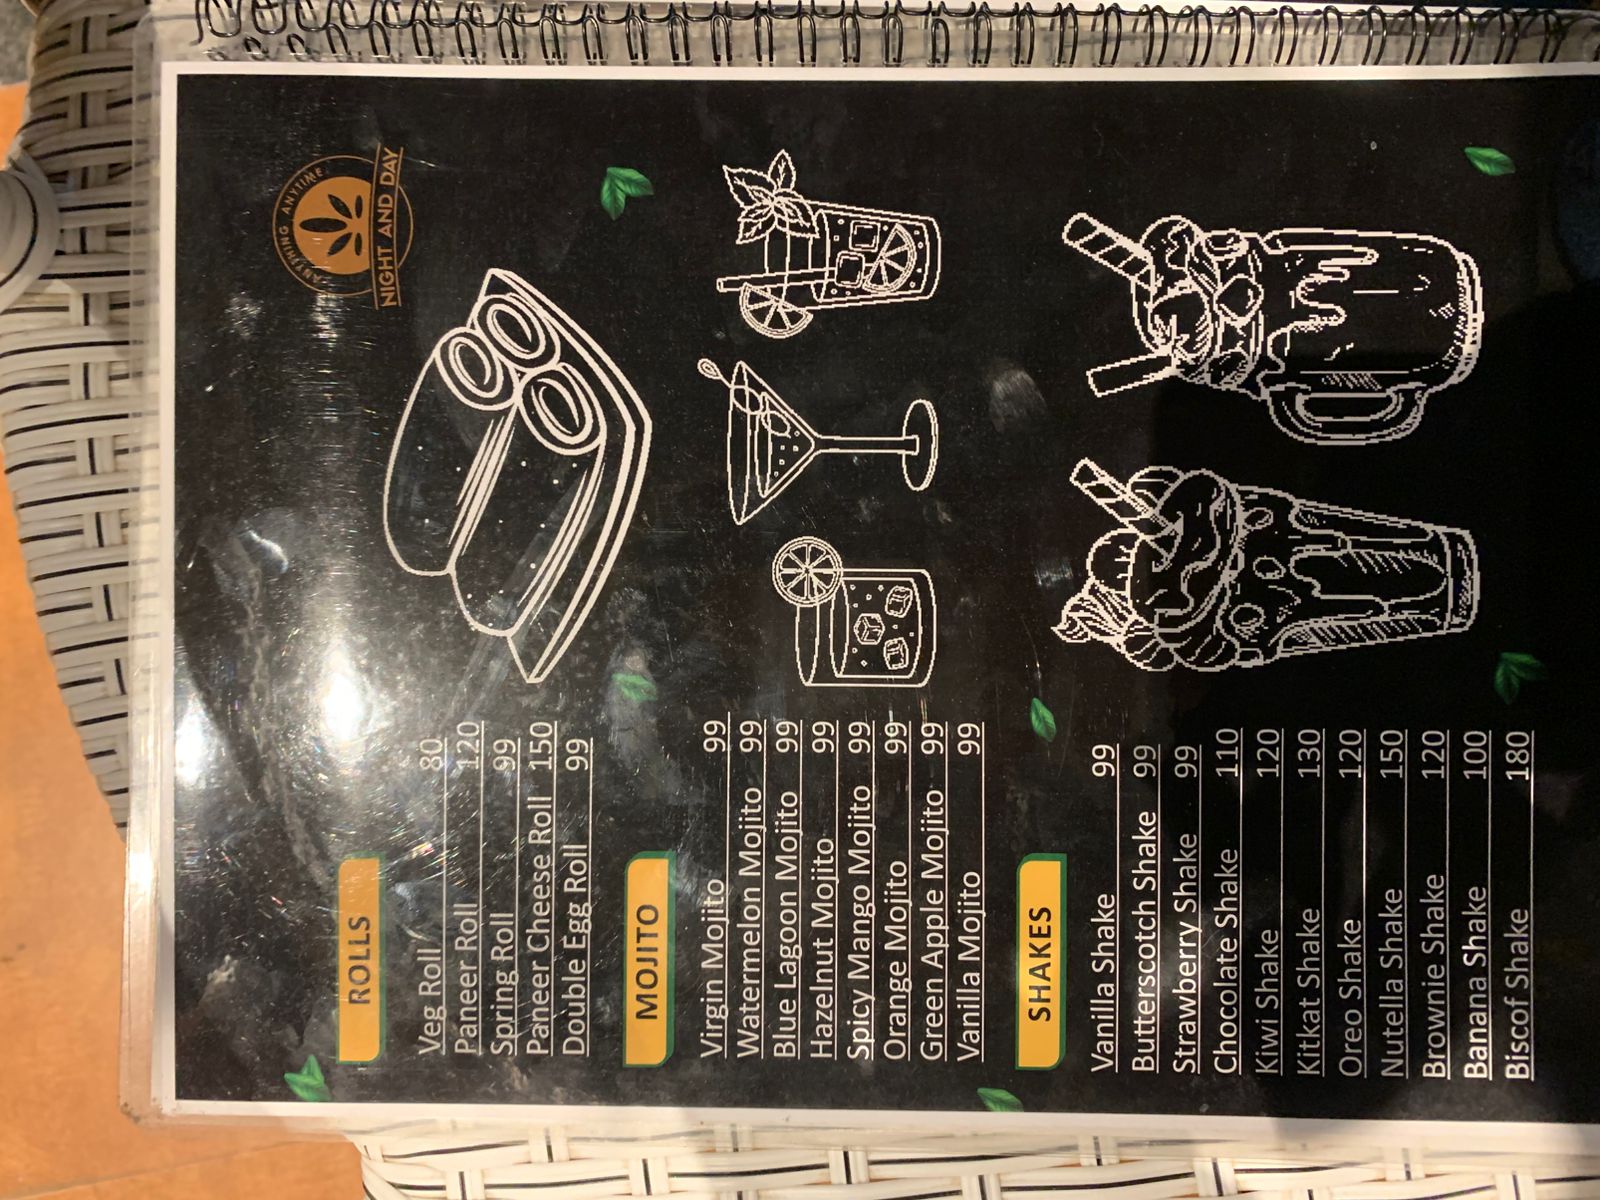 ANYTHING ANYTIME
NIGHT AND DAY
ROLLS
Veg Roll 80
Paneer Roll 120
Spring Roll 99
Paneer Cheese Roll 150
Double Egg Roll 99
MOJITO
Virgin Mojito 99
Watermelon Mojito 99
Blue Lagoon Mojito 99
Hazelnut Mojito 99
Spicy Mango Mojito 99
Orange Mojito 99
Green Apple Mojito 99
Vanilla Mojito 99
SHAKES
Vanilla Shake 99
Butterscotch Shake 99
Strawberry Shake 99
Chocolate Shake 110
Kiwi Shake 120
Kitkat Shake 130
Oreo Shake 120
Nutella Shake 150
Brownie Shake 120
Banana Shake 100
Biscof Shake 180